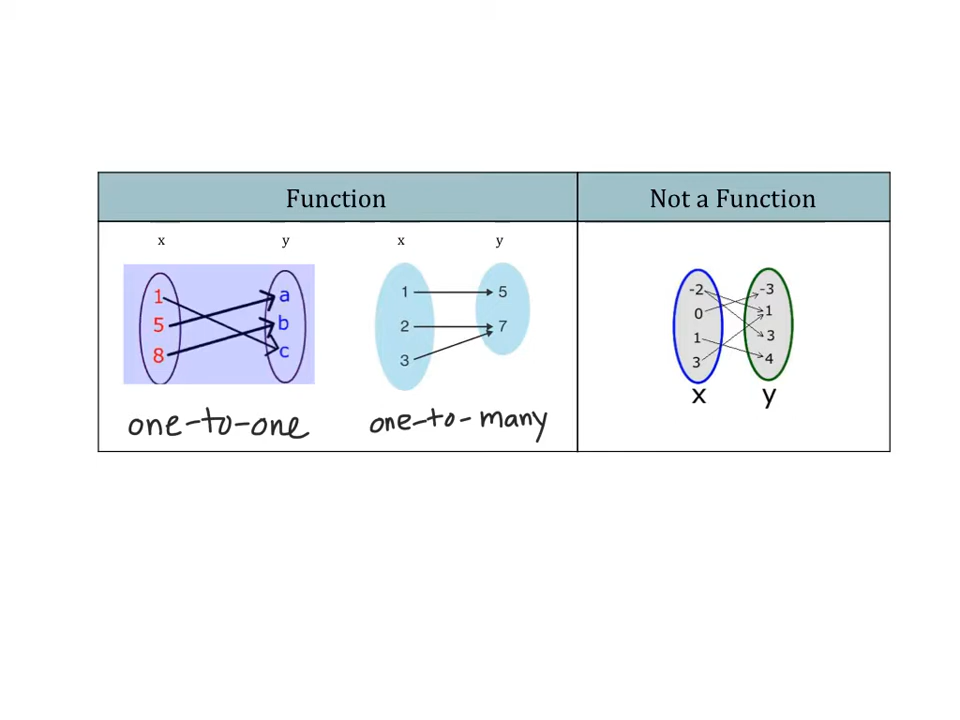 Function
Not a Function
x y x y
1 a
5 b
8 c
1 5
2 7
3
-2 -3
0 1
1 3
3 4
x y
one-to-one
one-to-many